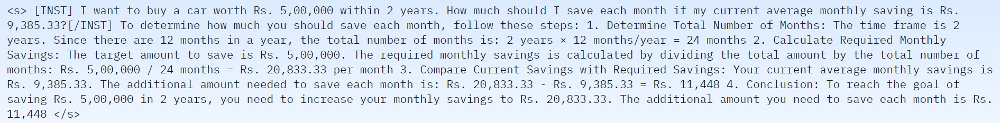 <s> [INST] I want to buy a car worth Rs. 5,00,000 within 2 years. How much should I save each month if my current average monthly saving is Rs.
9,385.33?[/INST] To determine how much you should save each month, follow these steps: 1. Determine Total Number of Months: The time frame is 2
years. Since there are 12 months in a year, the total number of months is: 2 years × 12 months/year = 24 months 2. Calculate Required Monthly
Savings: The target amount to save is Rs. 5,00,000. The required monthly savings is calculated by dividing the total amount by the total number of
months: Rs. 5,00,000 / 24 months = Rs. 20,833.33 per month 3. Compare Current Savings with Required Savings: Your current average monthly savings is
Rs. 9,385.33. The additional amount needed to save each month is: Rs. 20,833.33 - Rs. 9,385.33 = Rs. 11,448 4. Conclusion: To reach the goal of
saving Rs. 5,00,000 in 2 years, you need to increase your monthly savings to Rs. 20,833.33. The additional amount you need to save each month is Rs.
11,448 </s>